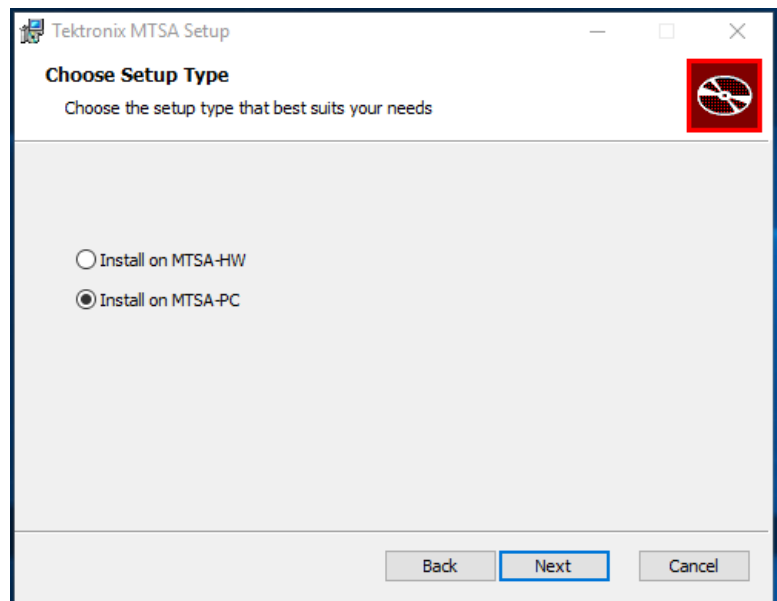 Tektronix MTSA Setup
Choose Setup Type
Choose the setup type that best suits your needs
Install on MTSA-HW
Install on MTSA-PC
Back Next Cancel